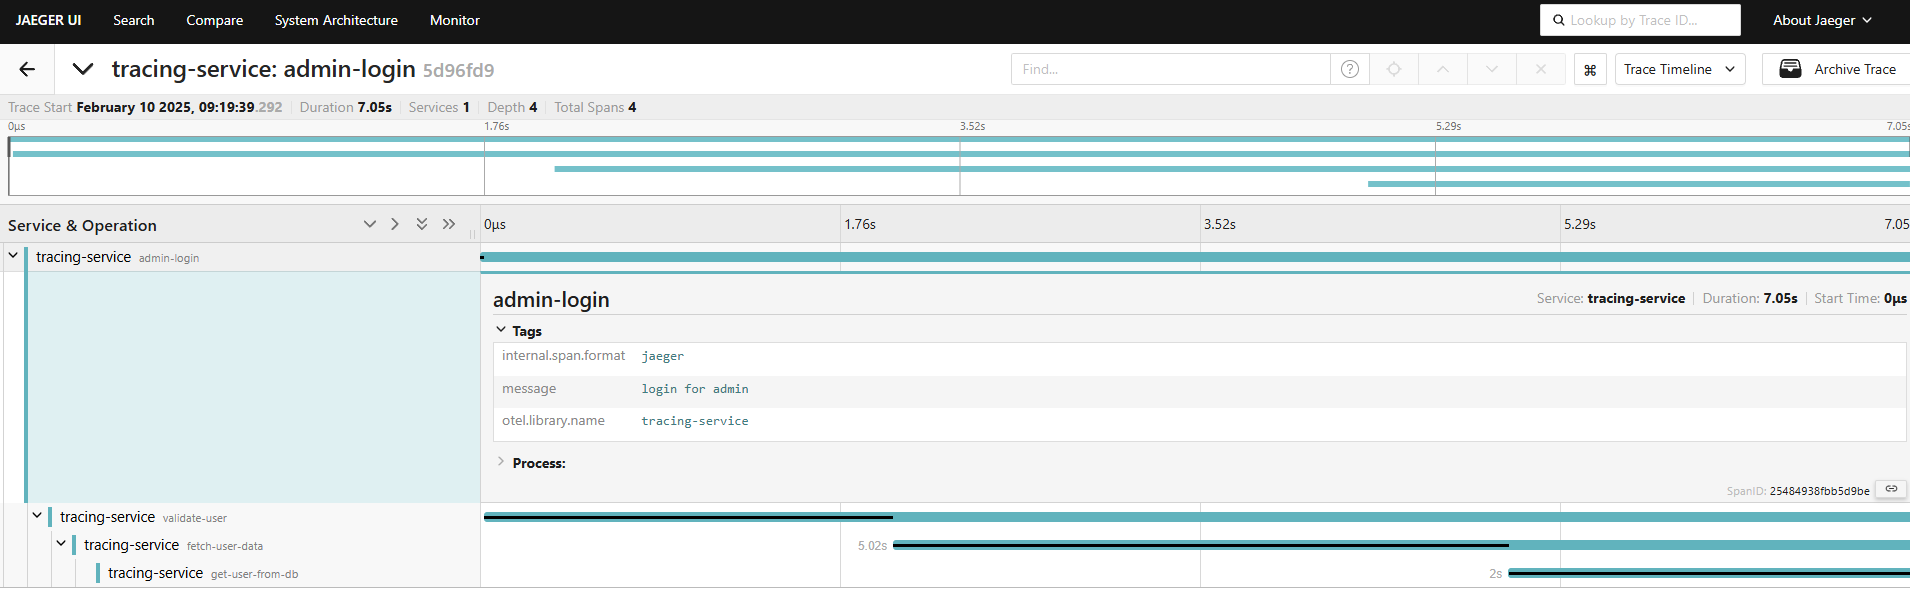 JAEGER UI Search Compare System Architecture Monitor Lookup by Trace ID... About Jaeger
tracing-service: admin-login 5d96fd9 Find... ? ⌘ Trace Timeline Archive Trace
Trace Start February 10 2025, 09:19:39.292 Duration 7.05s Services 1 Depth 4 Total Spans 4
0μs 1.76s 3.52s 5.29s 7.05s
Service & Operation 0μs 1.76s 3.52s 5.29s 7.05
tracing-service admin-login
admin-login Service: tracing-service Duration: 7.05s Start Time: 0μs
Tags
internal.span.format jaeger
message login for admin
otel.library.name tracing-service
Process:
SpanID: 25484938fbb5d9be
tracing-service validate-user
tracing-service fetch-user-data 5.02s
tracing-service get-user-from-db 2s